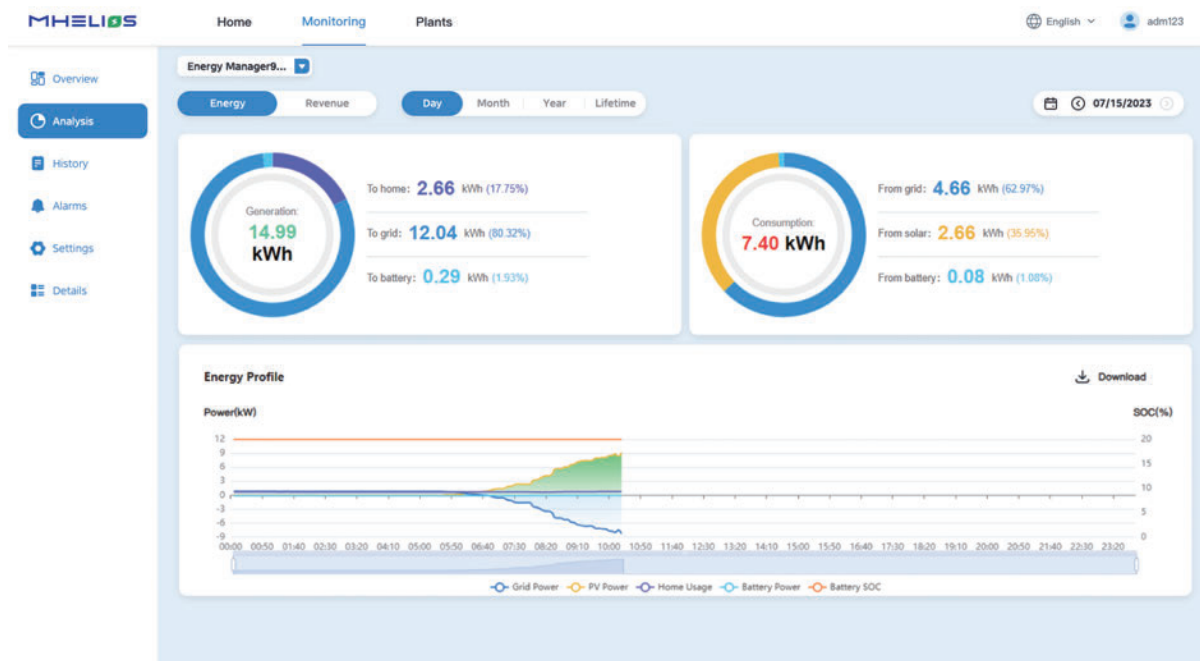 MHELIOS
Home Monitoring Plants
English adm123
Overview
Analysis
History
Alarms
Settings
Details
Energy Manager9...
Energy Revenue Day Month Year Lifetime
07/15/2023
Generation:
14.99
kWh
To home: 2.66 kWh (17.75%)
To grid: 12.04 kWh (80.32%)
To battery: 0.29 kWh (1.93%)
Consumption:
7.40 kWh
From grid: 4.66 kWh (62.97%)
From solar: 2.66 kWh (35.95%)
From battery: 0.08 kWh (1.08%)
Energy Profile
Download
Power(kW) SOC(%)
12 20
9
6 15
3
0 10
-3
-6 5
-9 0
00:00 00:50 01:40 02:30 03:20 04:10 05:00 05:50 06:40 07:30 08:20 09:10 10:00 10:50 11:40 12:30 13:20 14:10 15:00 15:50 16:40 17:30 18:20 19:10 20:00 20:50 21:40 22:30 23:20
Grid Power PV Power Home Usage Battery Power Battery SOC